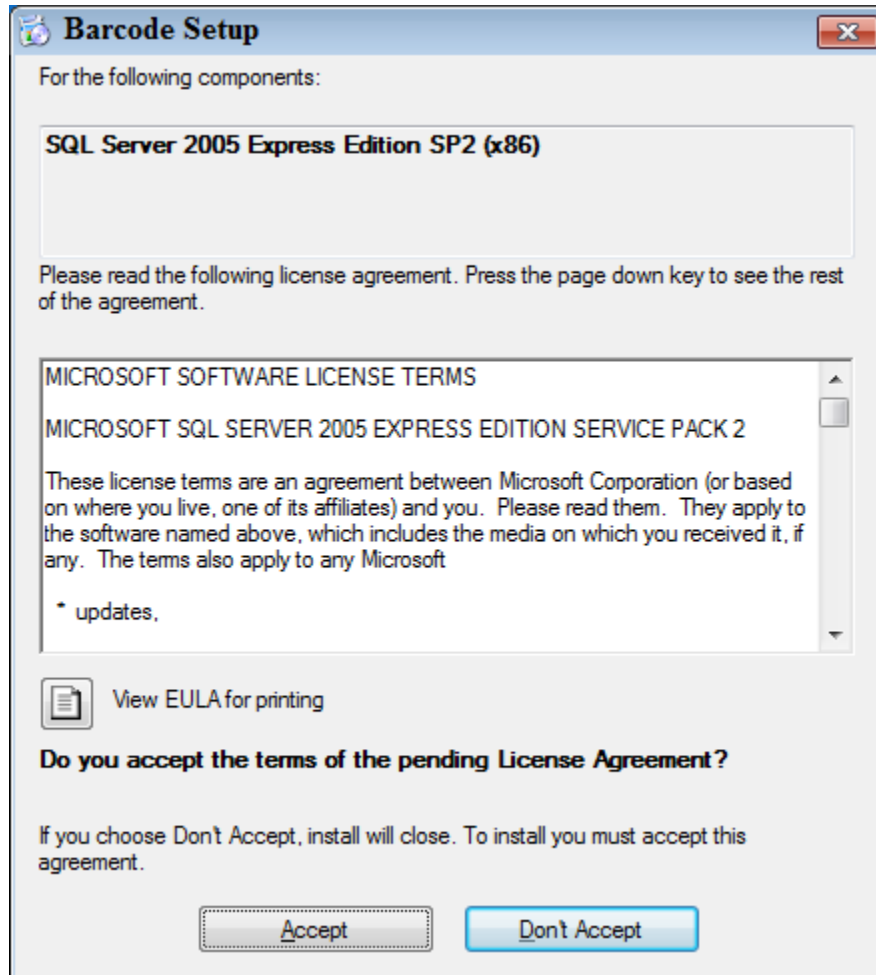 Barcode Setup
For the following components:
SQL Server 2005 Express Edition SP2 (x86)
Please read the following license agreement. Press the page down key to see the rest
of the agreement.
MICROSOFT SOFTWARE LICENSE TERMS
MICROSOFT SQL SERVER 2005 EXPRESS EDITION SERVICE PACK 2
These license terms are an agreement between Microsoft Corporation (or based
on where you live, one of its affiliates) and you.  Please read them.  They apply to
the software named above, which includes the media on which you received it, if
any.  The terms also apply to any Microsoft
* updates,
View EULA for printing
Do you accept the terms of the pending License Agreement?
If you choose Don't Accept, install will close. To install you must accept this
agreement.
Accept
Don't Accept